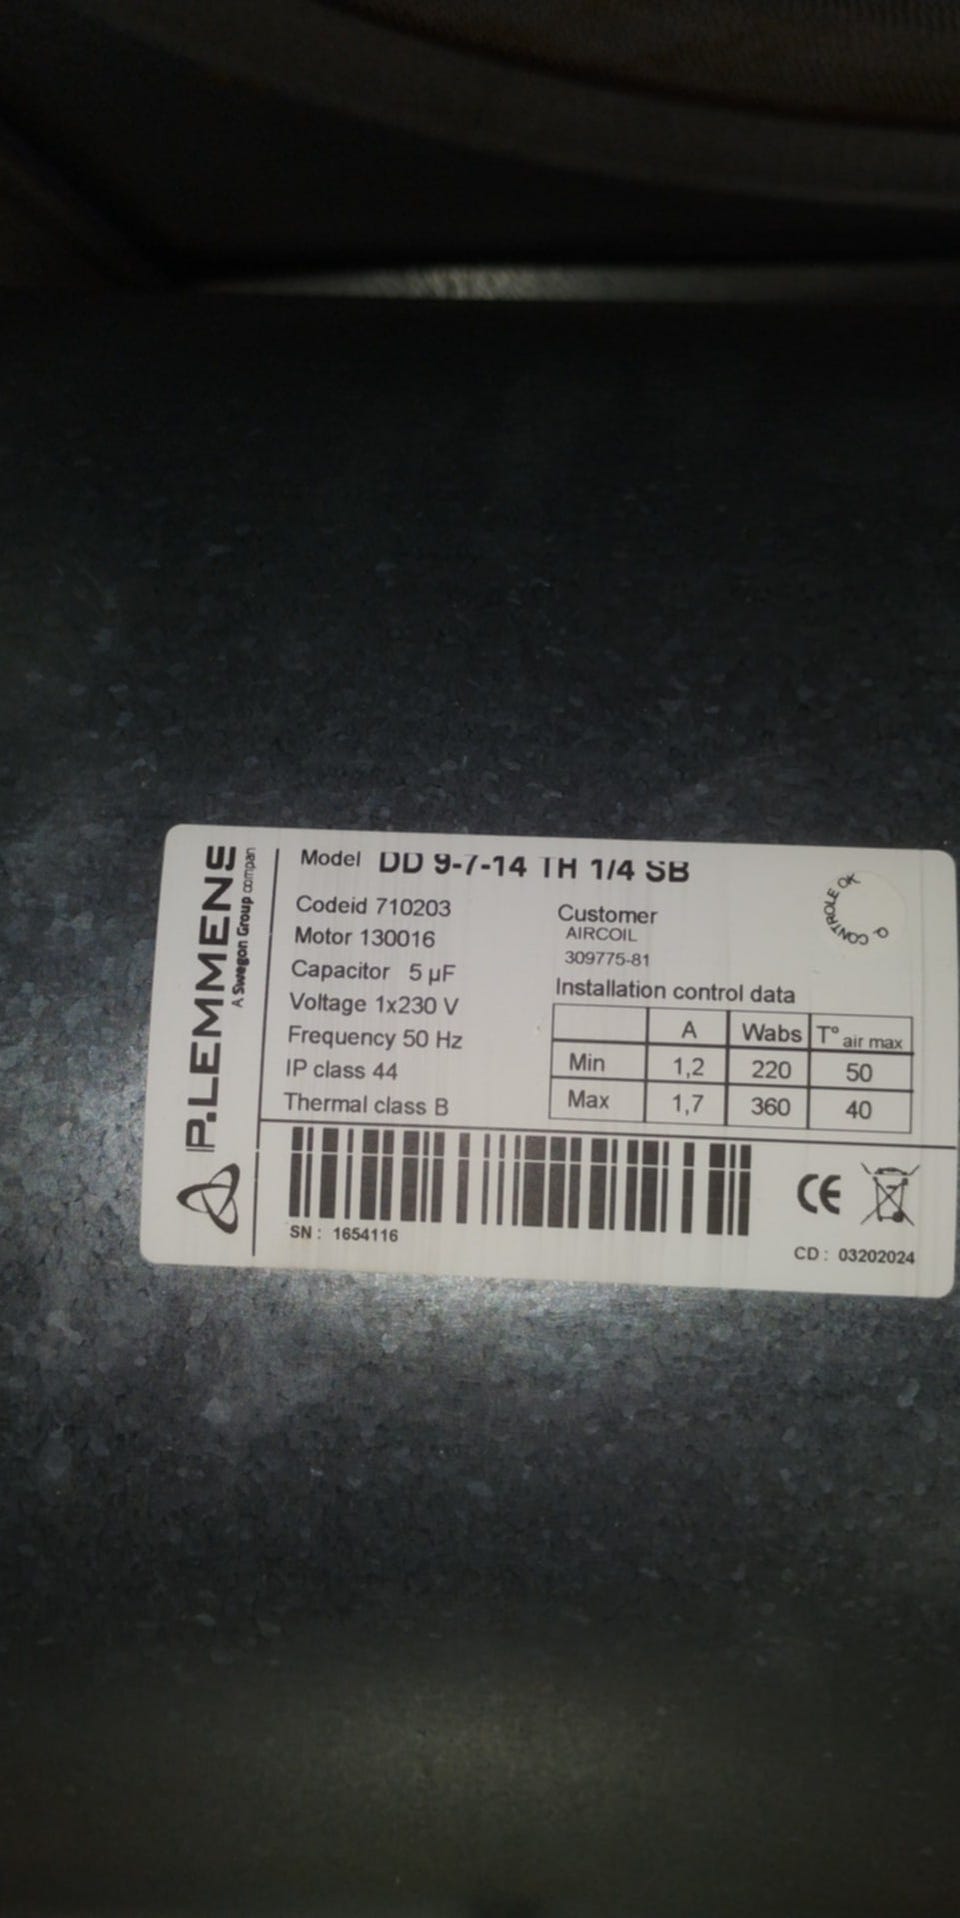 P.LEMMENS
A Swegon Group compan
Model DD 9-7-14 TH 1/4 SB
Codeid 710203
Motor 130016
Capacitor 5 µF
Voltage 1x230 V
Frequency 50 Hz
IP class 44
Thermal class B
Customer
AIRCOIL
309775-81
Installation control data
A Wabs T° air max
Min 1,2 220 50
Max 1,7 360 40
CONTROLE OK
Q
SN : 1654116
CE
CD : 03202024